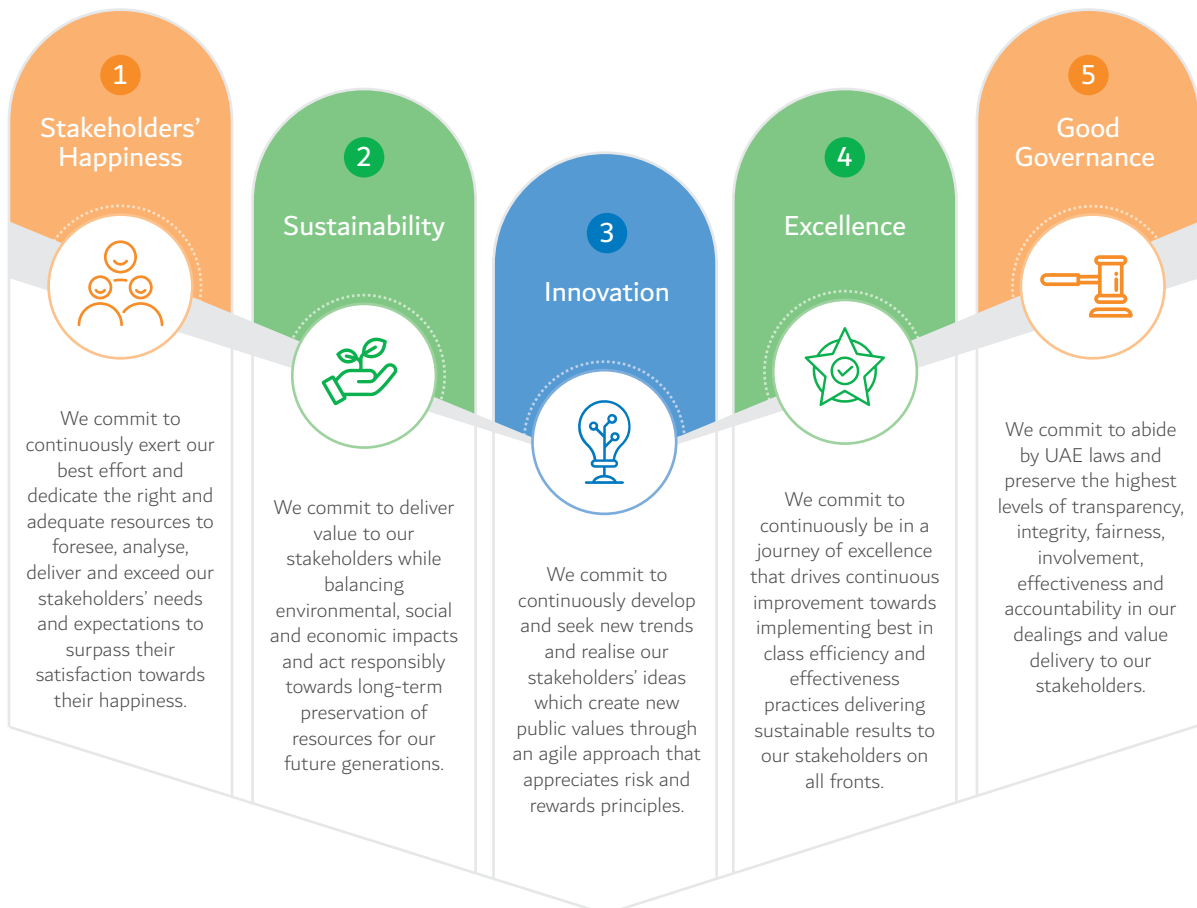 1
Stakeholders'
Happiness
We commit to
continuously exert our
best effort and
dedicate the right and
adequate resources to
foresee, analyse,
deliver and exceed our
stakeholders' needs
and expectations to
surpass their
satisfaction towards
their happiness.
2
Sustainability
We commit to deliver
value to our
stakeholders while
balancing
environmental, social
and economic impacts
and act responsibly
towards long-term
preservation of
resources for our
future generations.
3
Innovation
We commit to
continuously develop
and seek new trends
and realise our
stakeholders' ideas
which create new
public values through
an agile approach that
appreciates risk and
rewards principles.
4
Excellence
We commit to
continuously be in a
journey of excellence
that drives continuous
improvement towards
implementing best in
class efficiency and
effectiveness
practices delivering
sustainable results to
our stakeholders on
all fronts.
5
Good
Governance
We commit to abide
by UAE laws and
preserve the highest
levels of transparency,
integrity, fairness,
involvement,
effectiveness and
accountability in our
dealings and value
delivery to our
stakeholders.